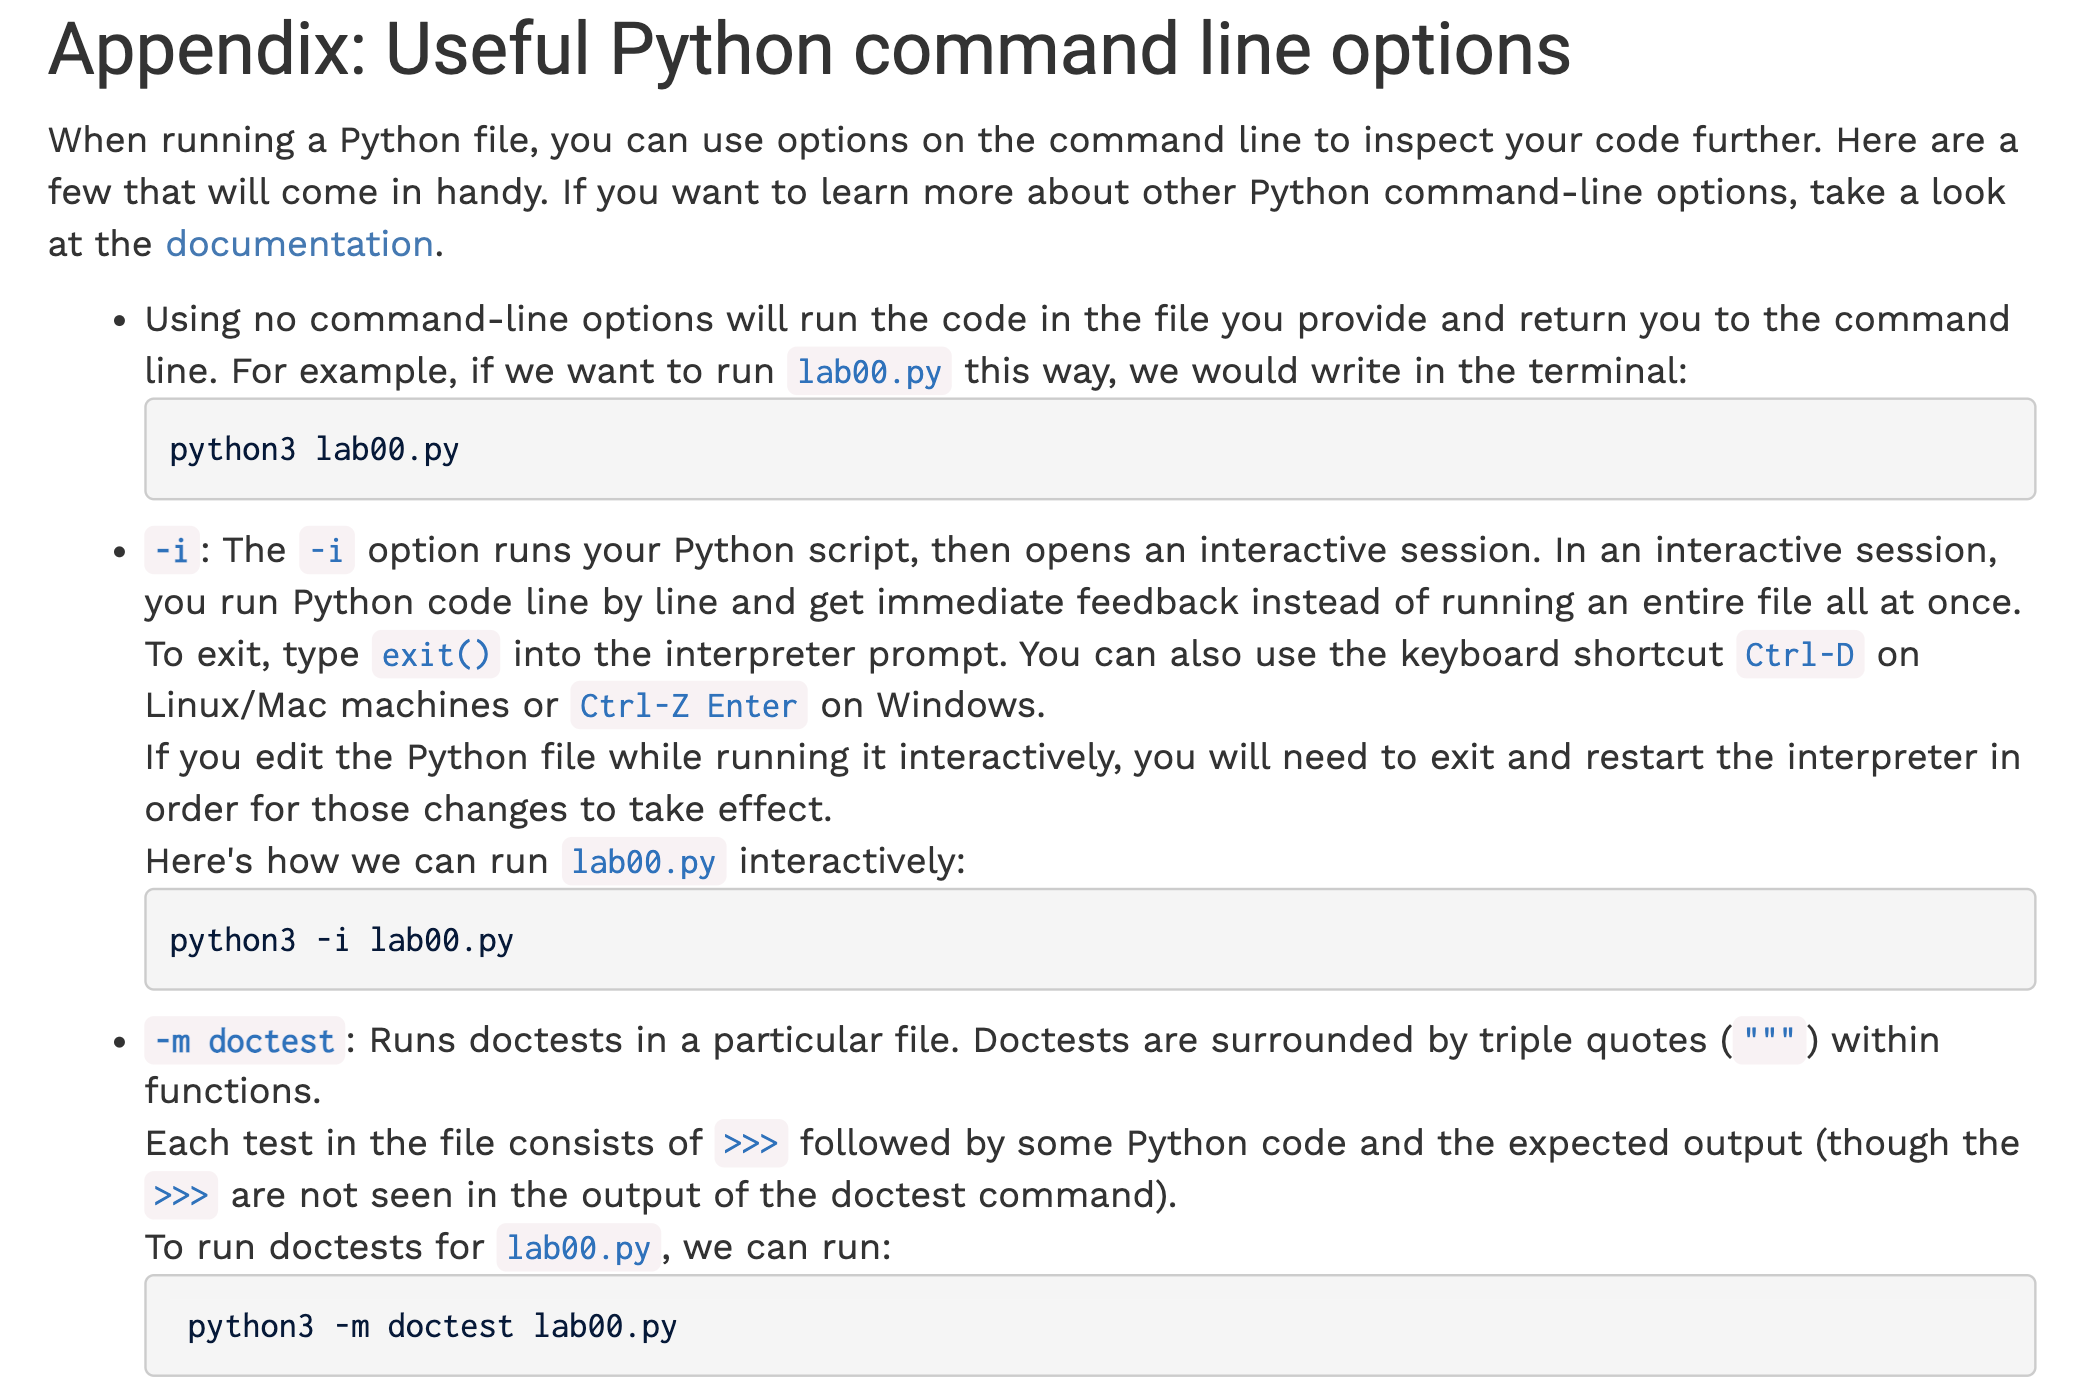 Appendix: Useful Python command line options
When running a Python file, you can use options on the command line to inspect your code further. Here are a
few that will come in handy. If you want to learn more about other Python command-line options, take a look
at the documentation.
• Using no command-line options will run the code in the file you provide and return you to the command
line. For example, if we want to run lab00.py this way, we would write in the terminal:
python3 lab00.py
• -i: The -i option runs your Python script, then opens an interactive session. In an interactive session,
you run Python code line by line and get immediate feedback instead of running an entire file all at once.
To exit, type exit() into the interpreter prompt. You can also use the keyboard shortcut Ctrl-D on
Linux/Mac machines or Ctrl-Z Enter on Windows.
If you edit the Python file while running it interactively, you will need to exit and restart the interpreter in
order for those changes to take effect.
Here's how we can run lab00.py interactively:
python3 -i lab00.py
• -m doctest: Runs doctests in a particular file. Doctests are surrounded by triple quotes (""") within
functions.
Each test in the file consists of >>> followed by some Python code and the expected output (though the
>>> are not seen in the output of the doctest command).
To run doctests for lab00.py, we can run:
python3 -m doctest lab00.py